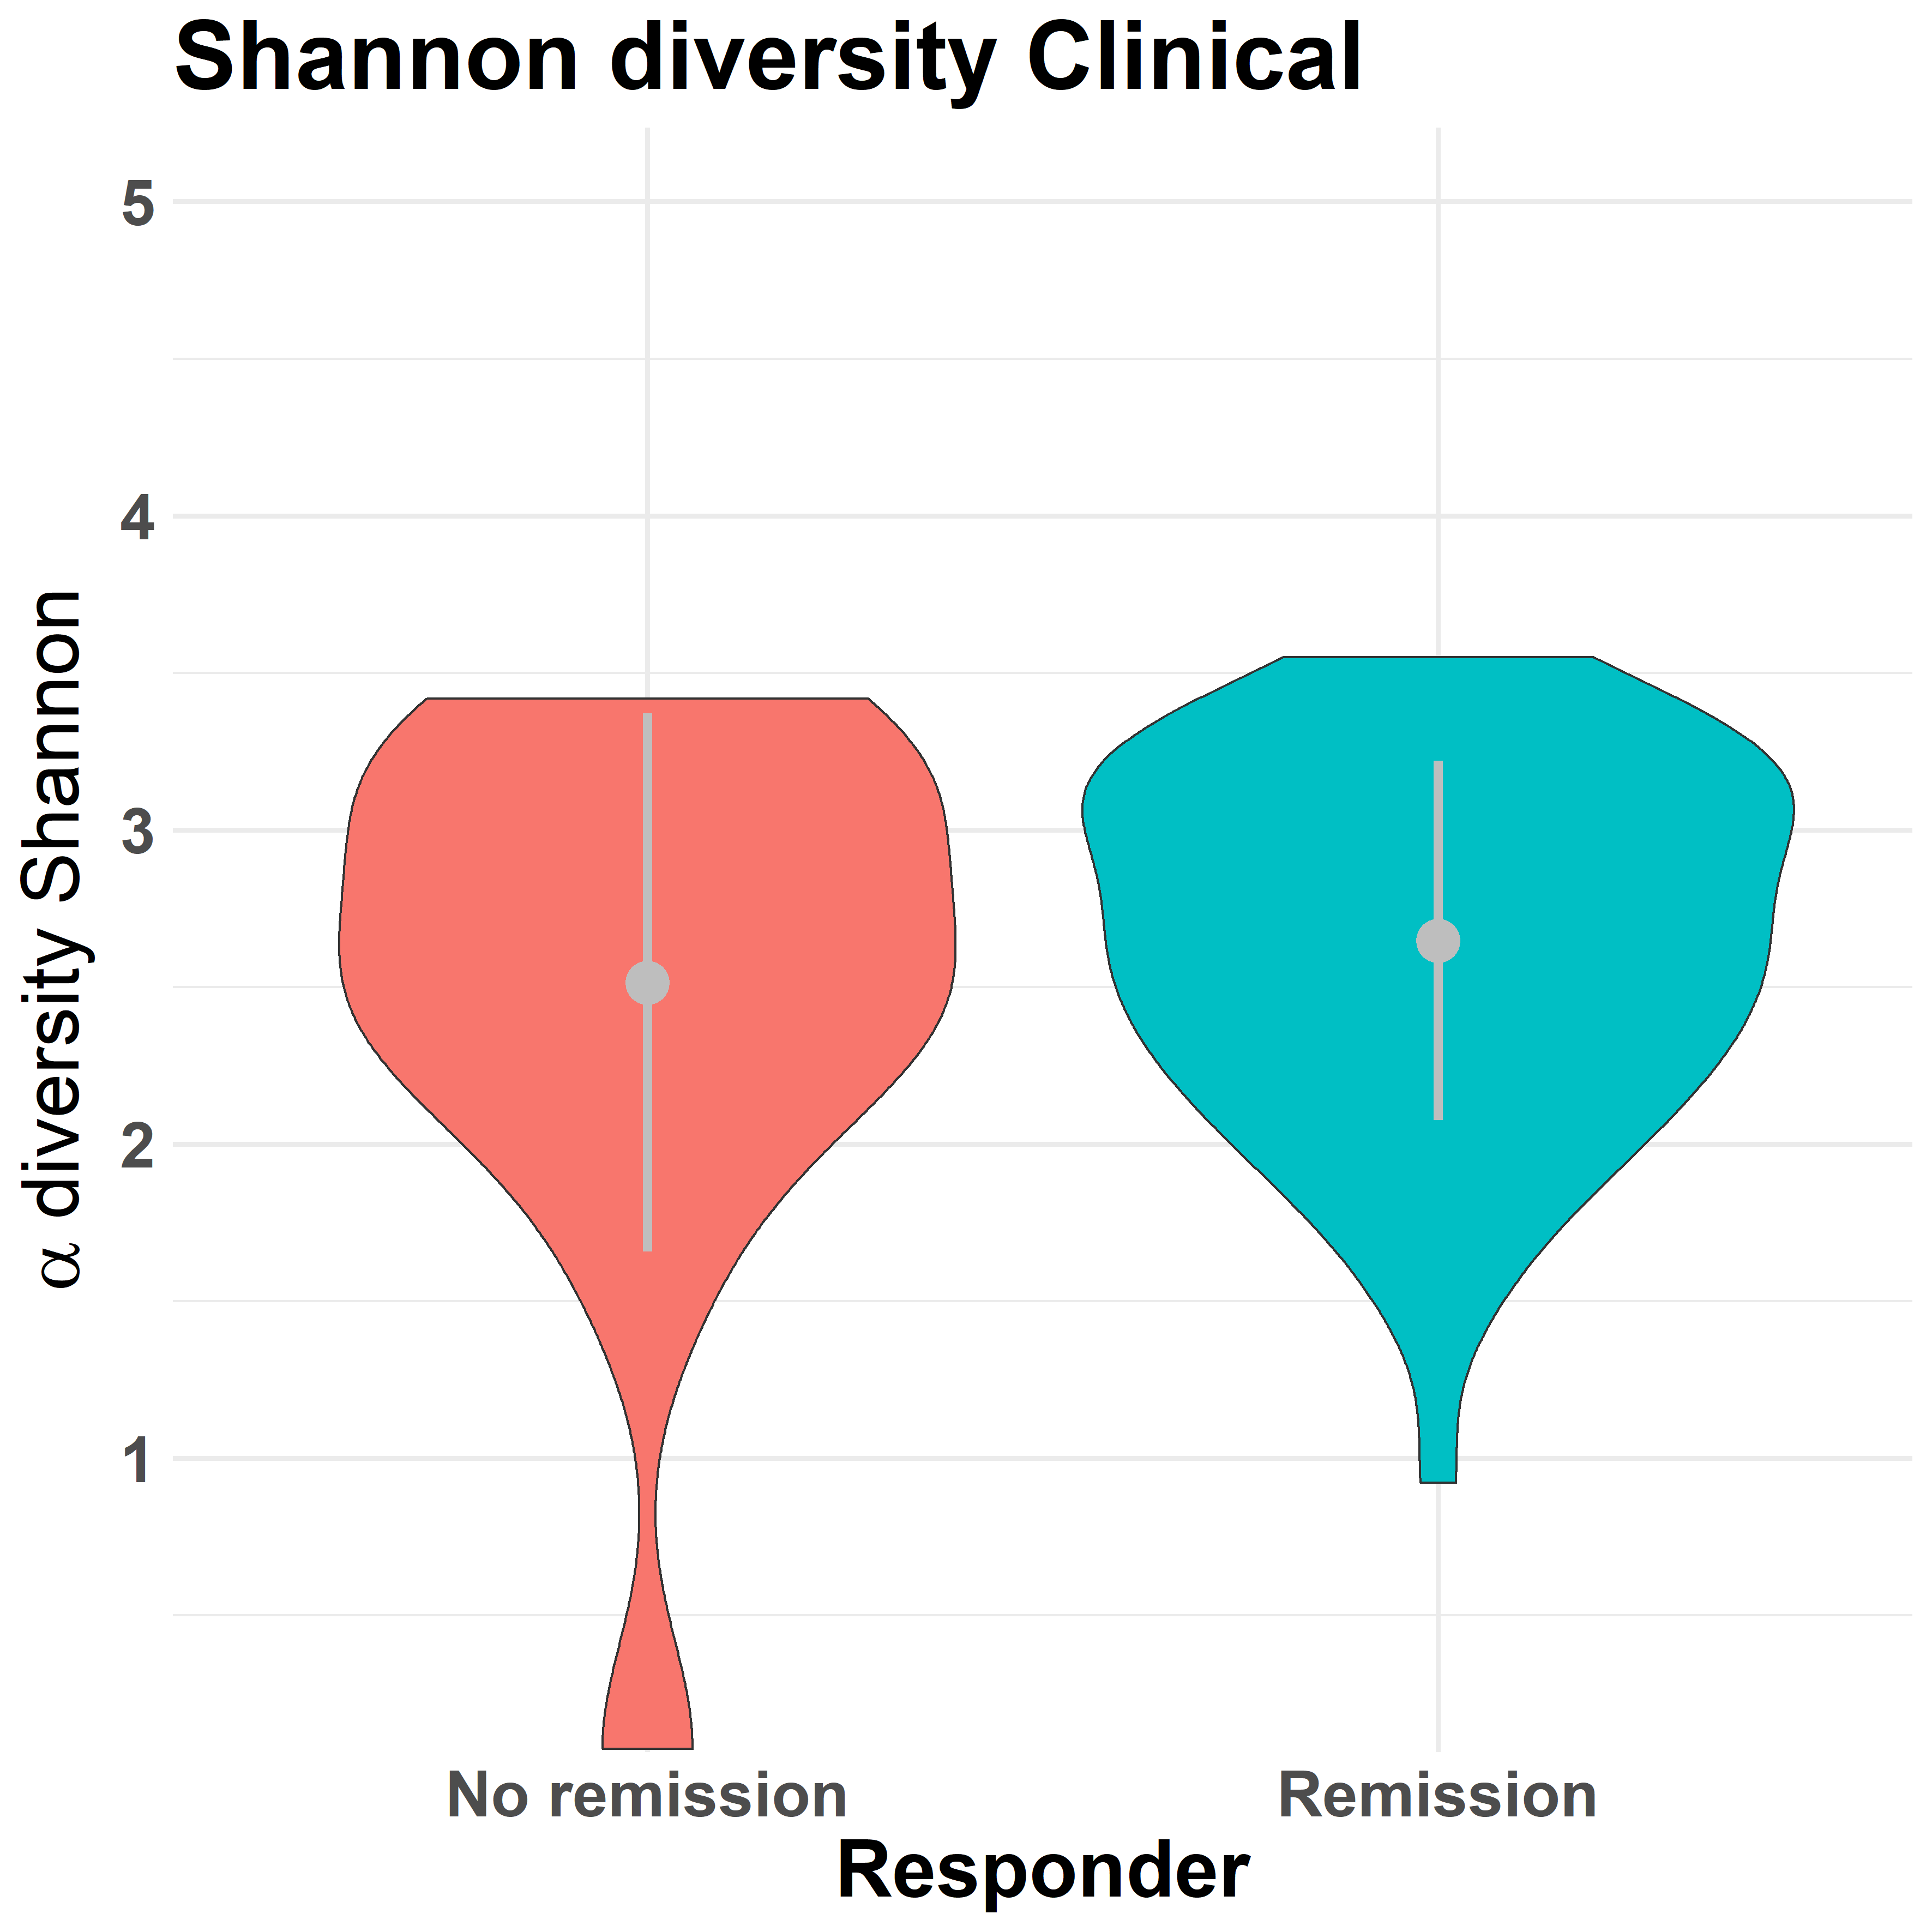 Shannon diversity Clinical
5
4
3
2
1
α diversity Shannon
No remission
Remission
Responder